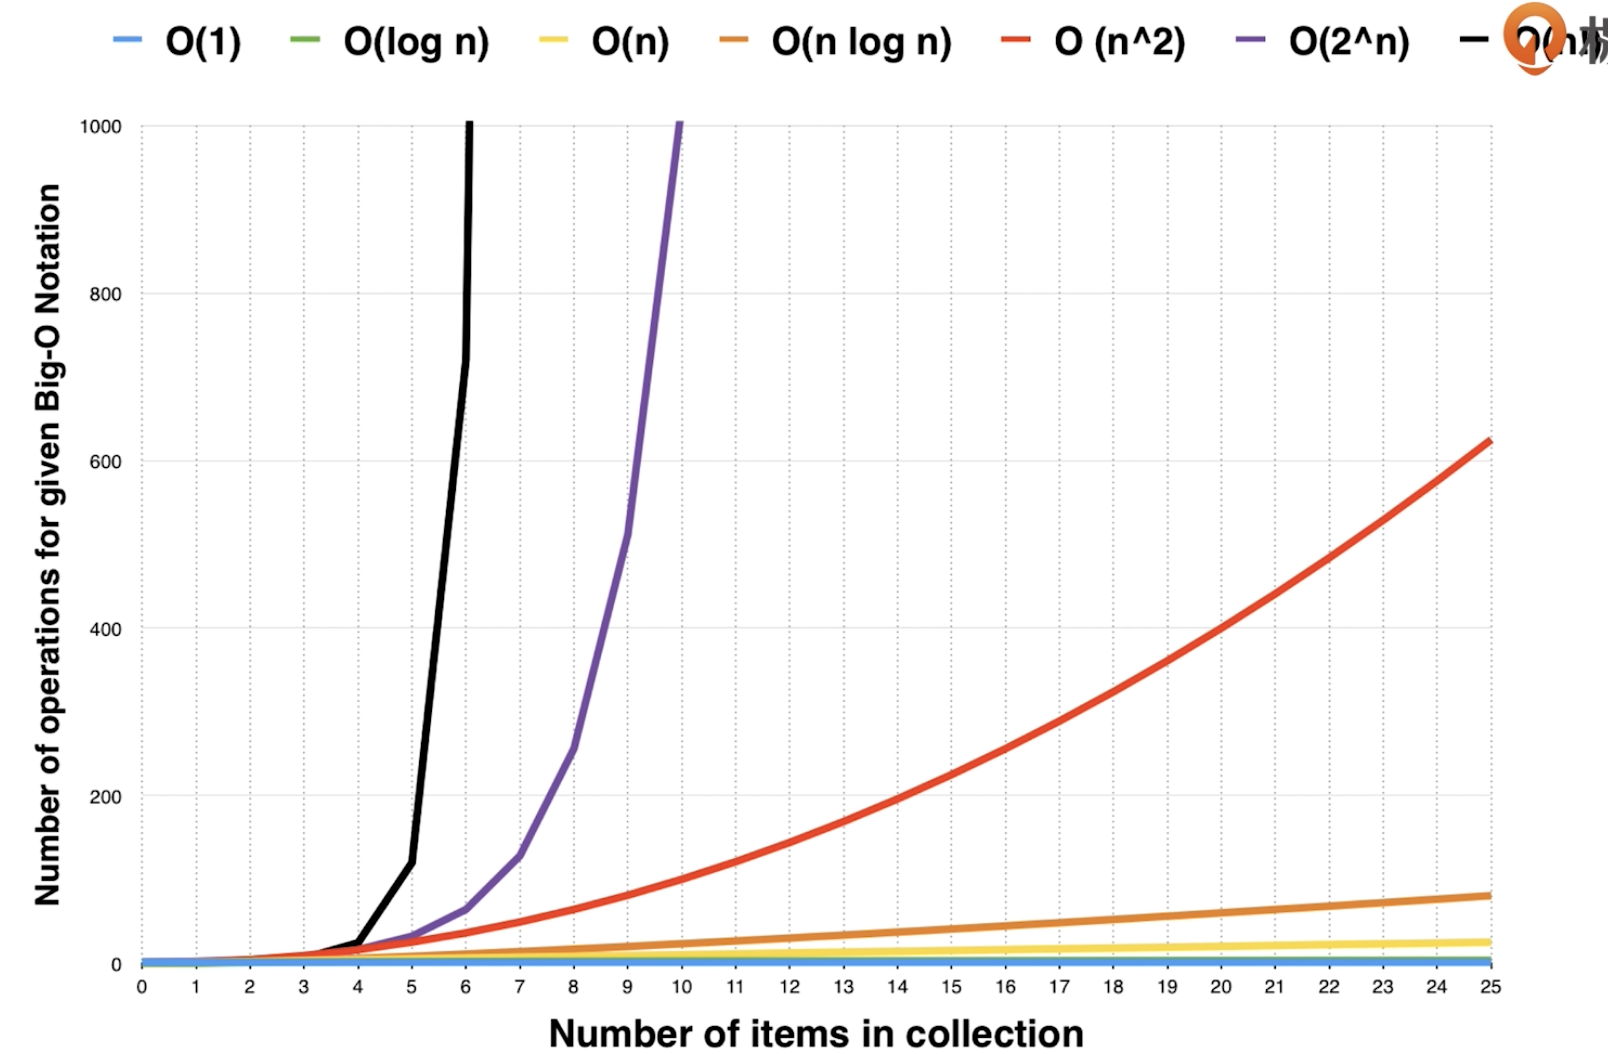 O(1) O(log n) O(n) O(n log n) O (n^2) O(2^n)
Number of operations for given Big-O Notation
1000
800
600
400
200
0
0 1 2 3 4 5 6 7 8 9 10 11 12 13 14 15 16 17 18 19 20 21 22 23 24 25
Number of items in collection